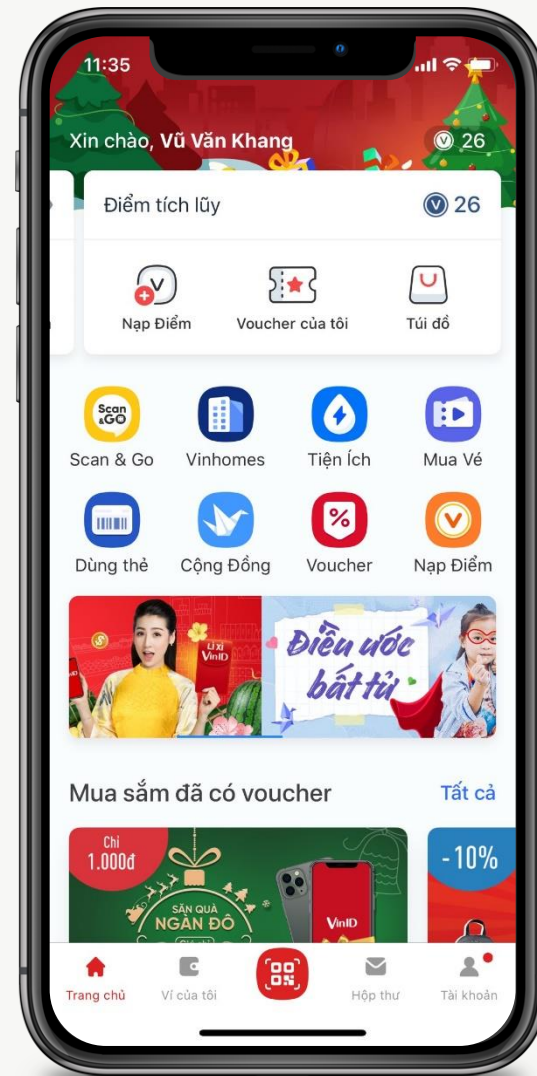 11:35
Xin chào, Vũ Văn Khang
26
Điểm tích lũy
26
Nạp Điểm
Voucher của tôi
Túi đồ
Scan & GO
Scan & Go
Vinhomes
Tiện Ích
Mua Vé
Dùng thẻ
Cộng Đồng
Voucher
Nạp Điểm
LÌ XÌ
VinID
Điều ước
bất tử
Mua sắm đã có voucher
Tất cả
Chỉ
1.000đ
SĂN QUÀ
NGÀN ĐÔ
VinID
-10%
Trang chủ
Ví của tôi
Hộp thư
Tài khoản